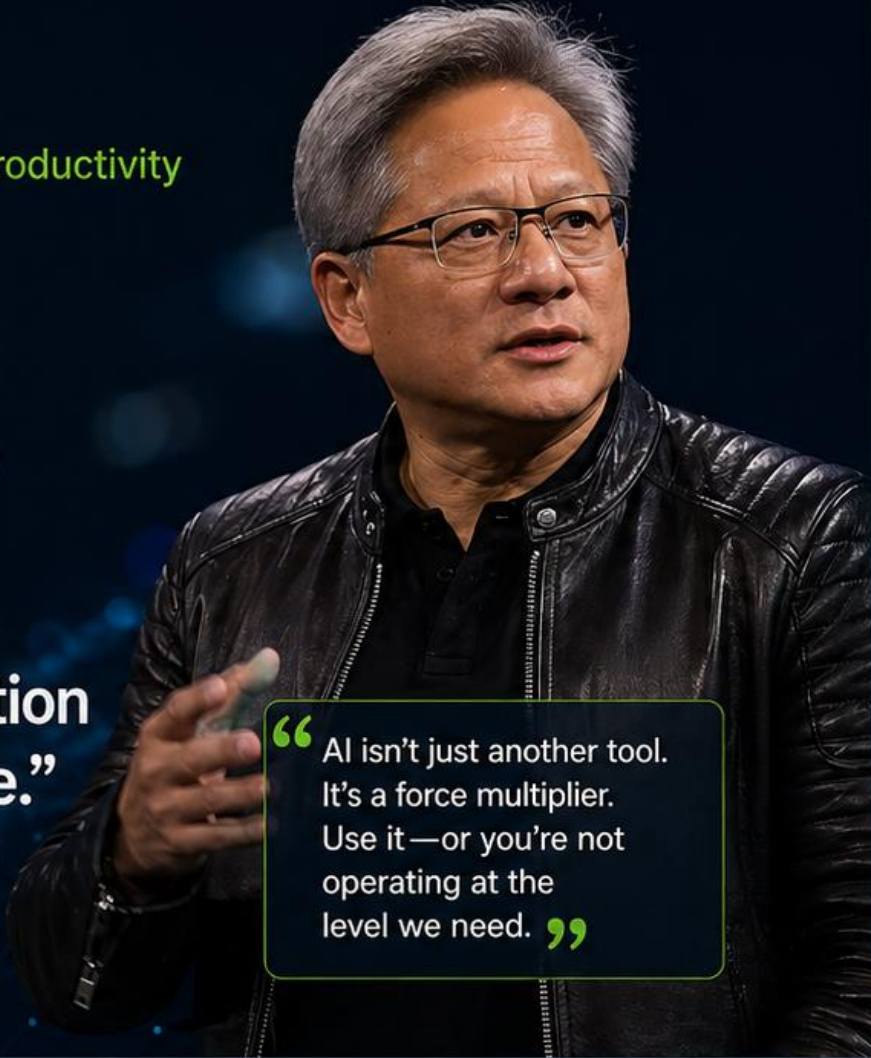 roductivity
tion
e.”
“ AI isn’t just another tool.
It’s a force multiplier.
Use it—or you’re not
operating at the
level we need. ”